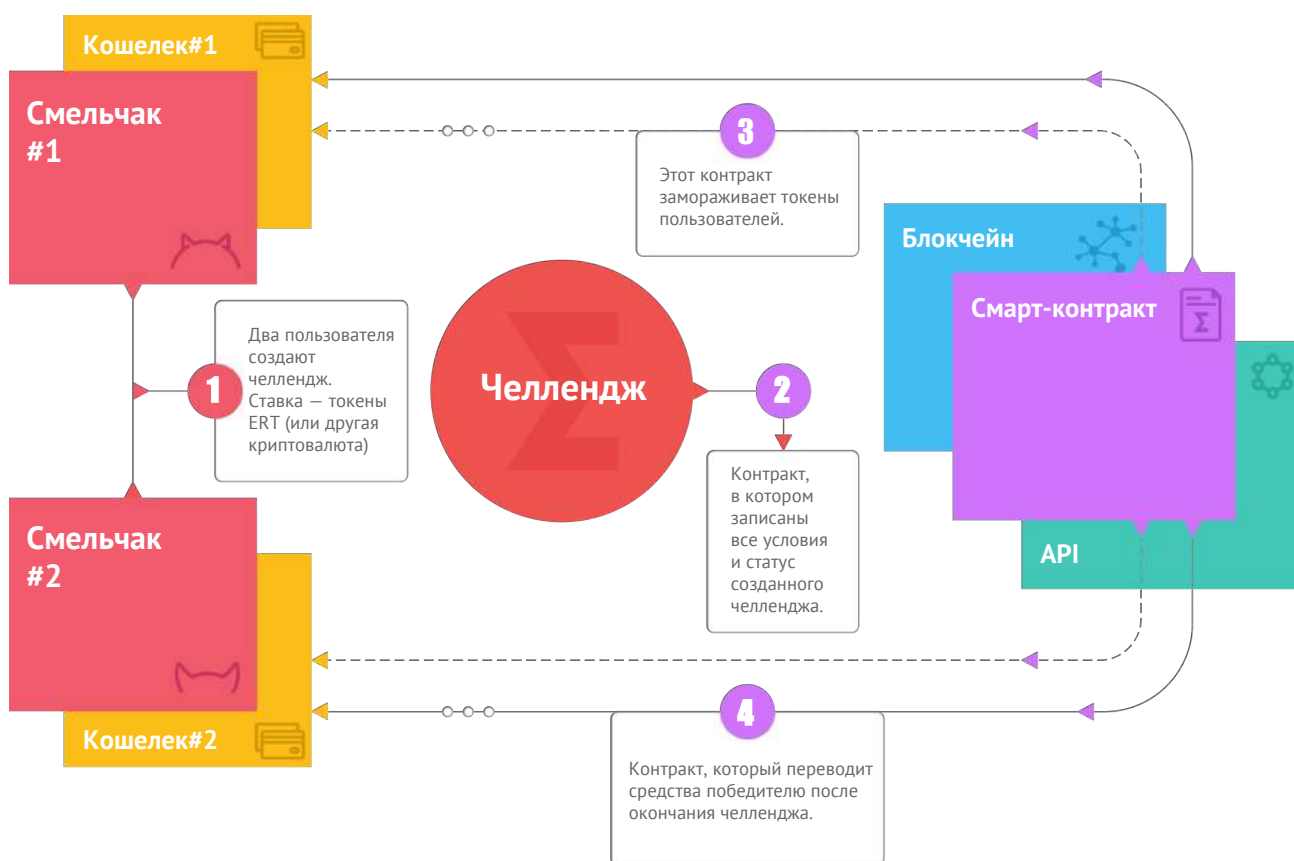 Кошелек#1
Смельчак
#1
3
Этот контракт
замораживает токены
пользователей.
Блокчейн
Смарт-контракт
Σ
API
1
Два пользователя
создают
челлендж.
Ставка — токены
ERT (или другая
криптовалюта)
Σ
Челлендж
2
Контракт,
в котором
записаны
все условия
и статус
созданного
челленджа.
Смельчак
#2
Кошелек#2
4
Контракт, который переводит
средства победителю после
окончания челленджа.